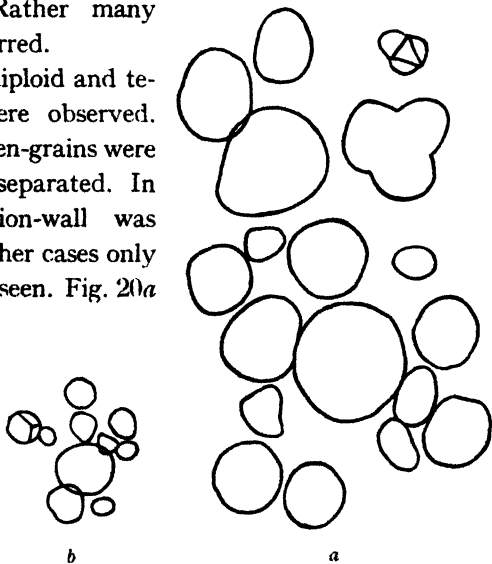 Rather many
rred.
iploid and te-
ere observed.
en-grains were
separated. In
ion-wall was
her cases only
seen. Fig. 20a
b
a